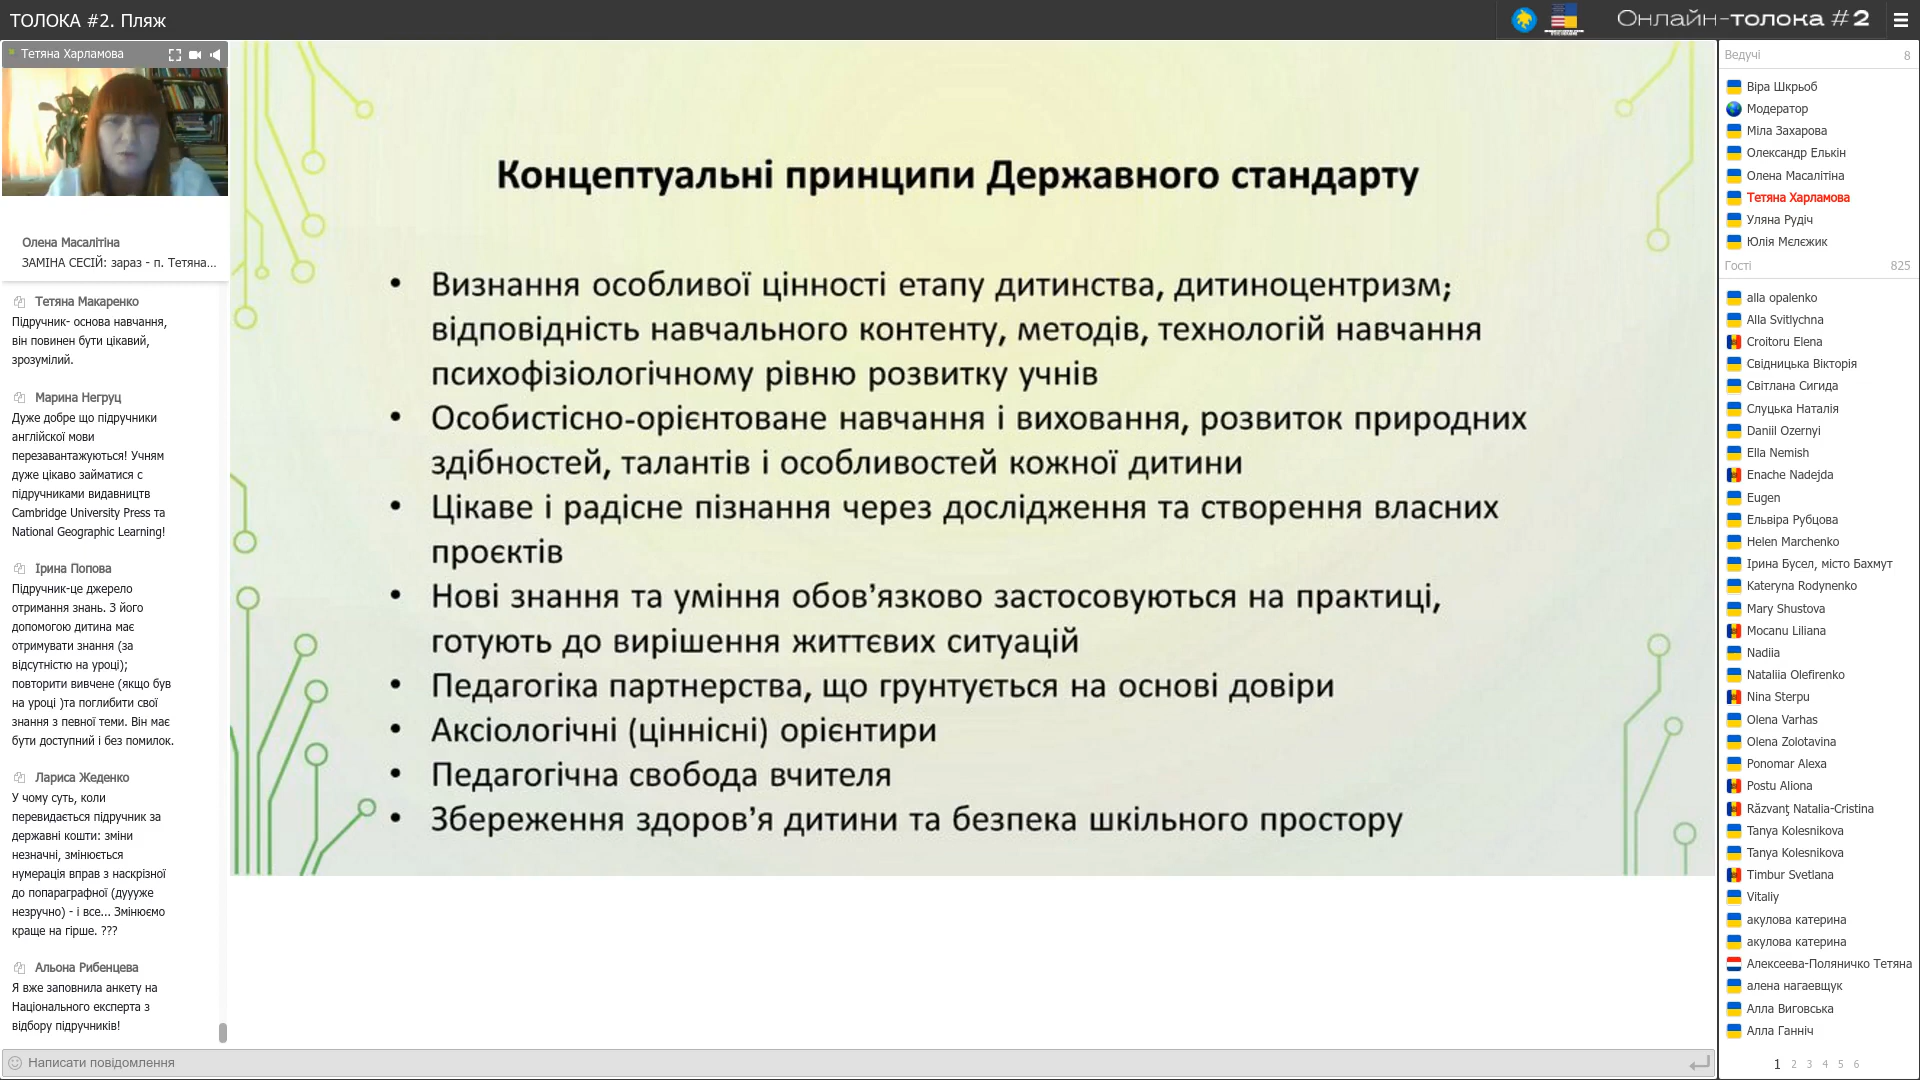 ТОЛОКА #2. Пляж
Онлайн-толока #2
Тетяна Харламова
Олена Масалітіна
ЗАМІНА СЕСІЙ: зараз - п. Тетяна...
Тетяна Макаренко
Підручник- основа навчання,
він повинен бути цікавий,
зрозумілий.
Марина Негруц
Дуже добре що підручники
англійскої мови
перезавантажуються! Учням
дуже цікаво займатися с
підручниками видавництв
Cambridge University Press та
National Geographic Learning!
Ірина Попова
Підручник-це джерело
отримання знань. З його
допомогою дитина має
отримувати знання (за
відсутністю на уроці);
повторити вивчене (якщо був
на уроці )та поглибити свої
знання з певної теми. Він має
бути доступний і без помилок.
Лариса Жеденко
У чому суть, коли
перевидається підручник за
державні кошти: зміни
незначні, змінюється
нумерація вправ з наскрізної
до попараграфної (дуууже
незручно) - і все... Змінюємо
краще на гірше. ???
Альона Рибенцева
Я вже заповнила анкету на
Національного експерта з
відбору підручників!
Написати повідомлення
Концептуальні принципи Державного стандарту
• Визнання особливої цінності етапу дитинства, дитиноцентризм;
відповідність навчального контенту, методів, технологій навчання
психофізіологічному рівню розвитку учнів
• Особистісно-орієнтоване навчання і виховання, розвиток природних
здібностей, талантів і особливостей кожної дитини
• Цікаве і радісне пізнання через дослідження та створення власних
проєктів
• Нові знання та уміння обов’язково застосовуються на практиці,
готують до вирішення життєвих ситуацій
• Педагогіка партнерства, що грунтується на основі довіри
• Аксіологічні (ціннісні) орієнтири
• Педагогічна свобода вчителя
• Збереження здоров’я дитини та безпека шкільного простору
Ведучі 8
Віра Шкрьоб
Модератор
Міла Захарова
Олександр Елькін
Олена Масалітіна
Тетяна Харламова
Уляна Рудіч
Юлія Мєлєжик
Гості 825
alla opalenko
Alla Svitlychna
Croitoru Elena
Свідницька Вікторія
Світлана Сигида
Слуцька Наталія
Daniil Ozernyi
Ella Nemish
Enache Nadejda
Eugen
Ельвіра Рубцова
Helen Marchenko
Ірина Бусел, місто Бахмут
Kateryna Rodynenko
Mary Shustova
Mocanu Liliana
Nadiia
Nataliia Olefirenko
Nina Sterpu
Olena Varhas
Olena Zolotavina
Ponomar Alexa
Postu Aliona
Răzvanţ Natalia-Cristina
Tanya Kolesnikova
Tanya Kolesnikova
Timbur Svetlana
Vitaliy
акулова катерина
акулова катерина
Алексеева-Поляничко Тетяна
алена нагаевщук
Алла Виговська
Алла Ганніч
1 2 3 4 5 6